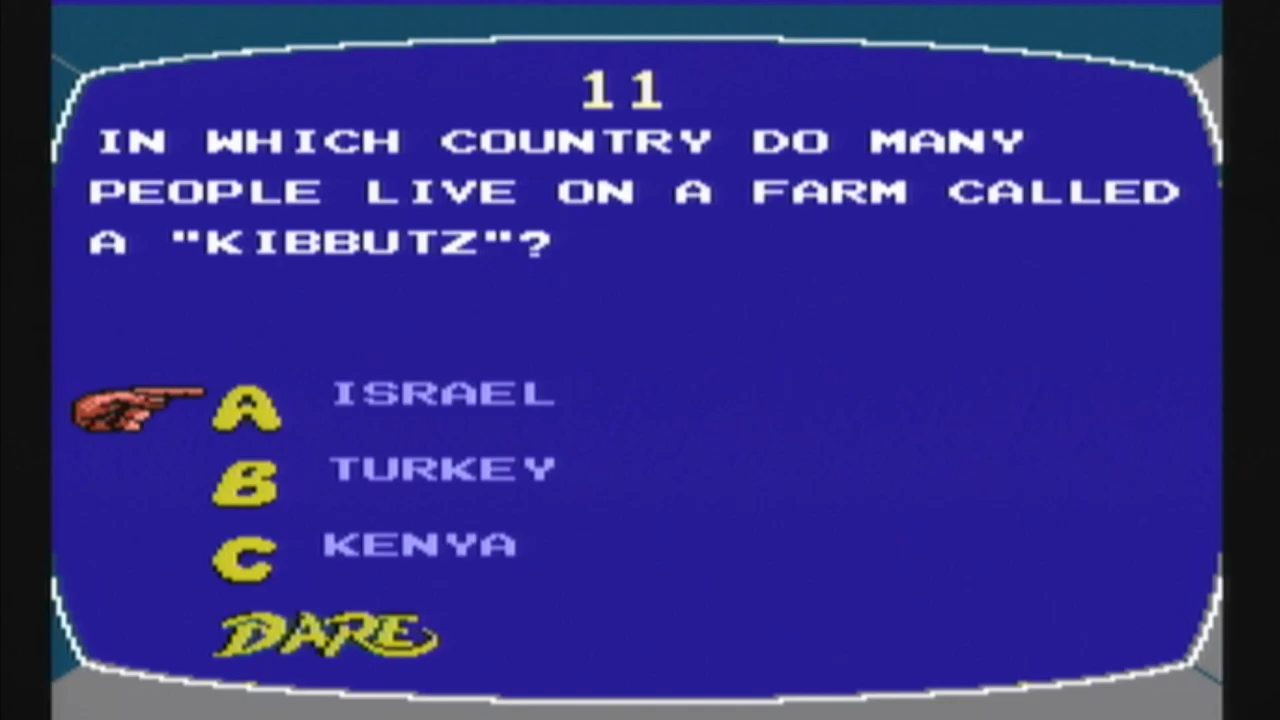 11
IN WHICH COUNTRY DO MANY
PEOPLE LIVE ON A FARM CALLED
A "KIBBUTZ"?
A ISRAEL
B TURKEY
C KENYA
DARE